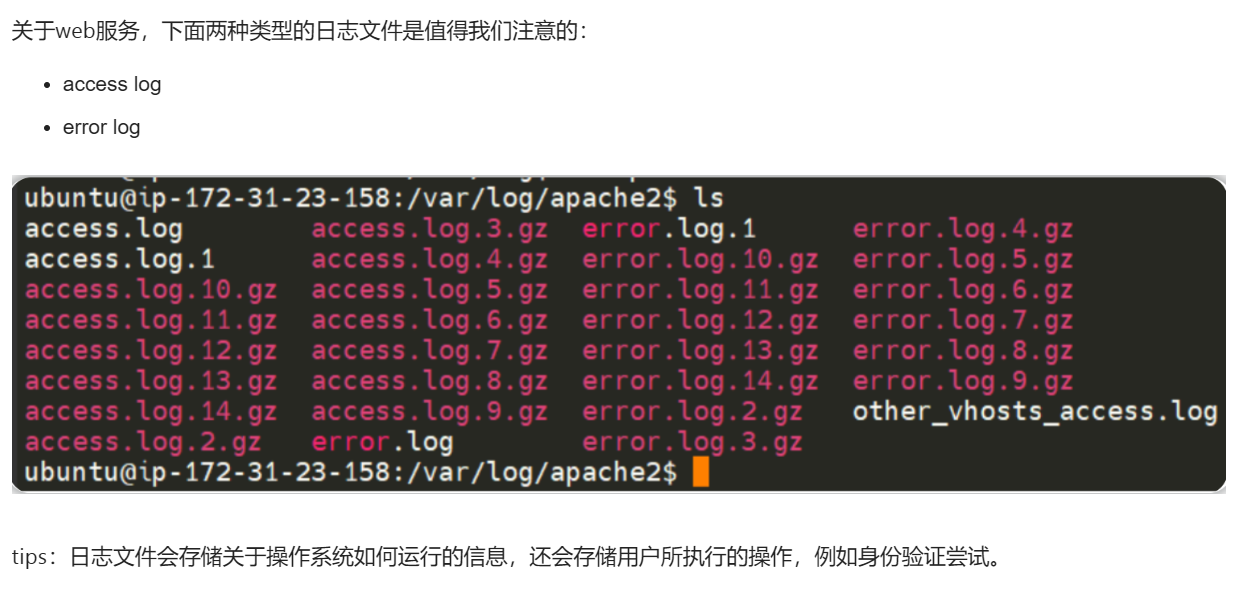 关于web服务，下面两种类型的日志文件是值得我们注意的：
• access log
• error log
ubuntu@ip-172-31-23-158:/var/log/apache2$ ls
access.log access.log.3.gz error.log.1 error.log.4.gz
access.log.1 access.log.4.gz error.log.10.gz error.log.5.gz
access.log.10.gz access.log.5.gz error.log.11.gz error.log.6.gz
access.log.11.gz access.log.6.gz error.log.12.gz error.log.7.gz
access.log.12.gz access.log.7.gz error.log.13.gz error.log.8.gz
access.log.13.gz access.log.8.gz error.log.14.gz error.log.9.gz
access.log.14.gz access.log.9.gz error.log.2.gz other_vhosts_access.log
access.log.2.gz error.log error.log.3.gz
ubuntu@ip-172-31-23-158:/var/log/apache2$
tips：日志文件会存储关于操作系统如何运行的信息，还会存储用户所执行的操作，例如身份验证尝试。